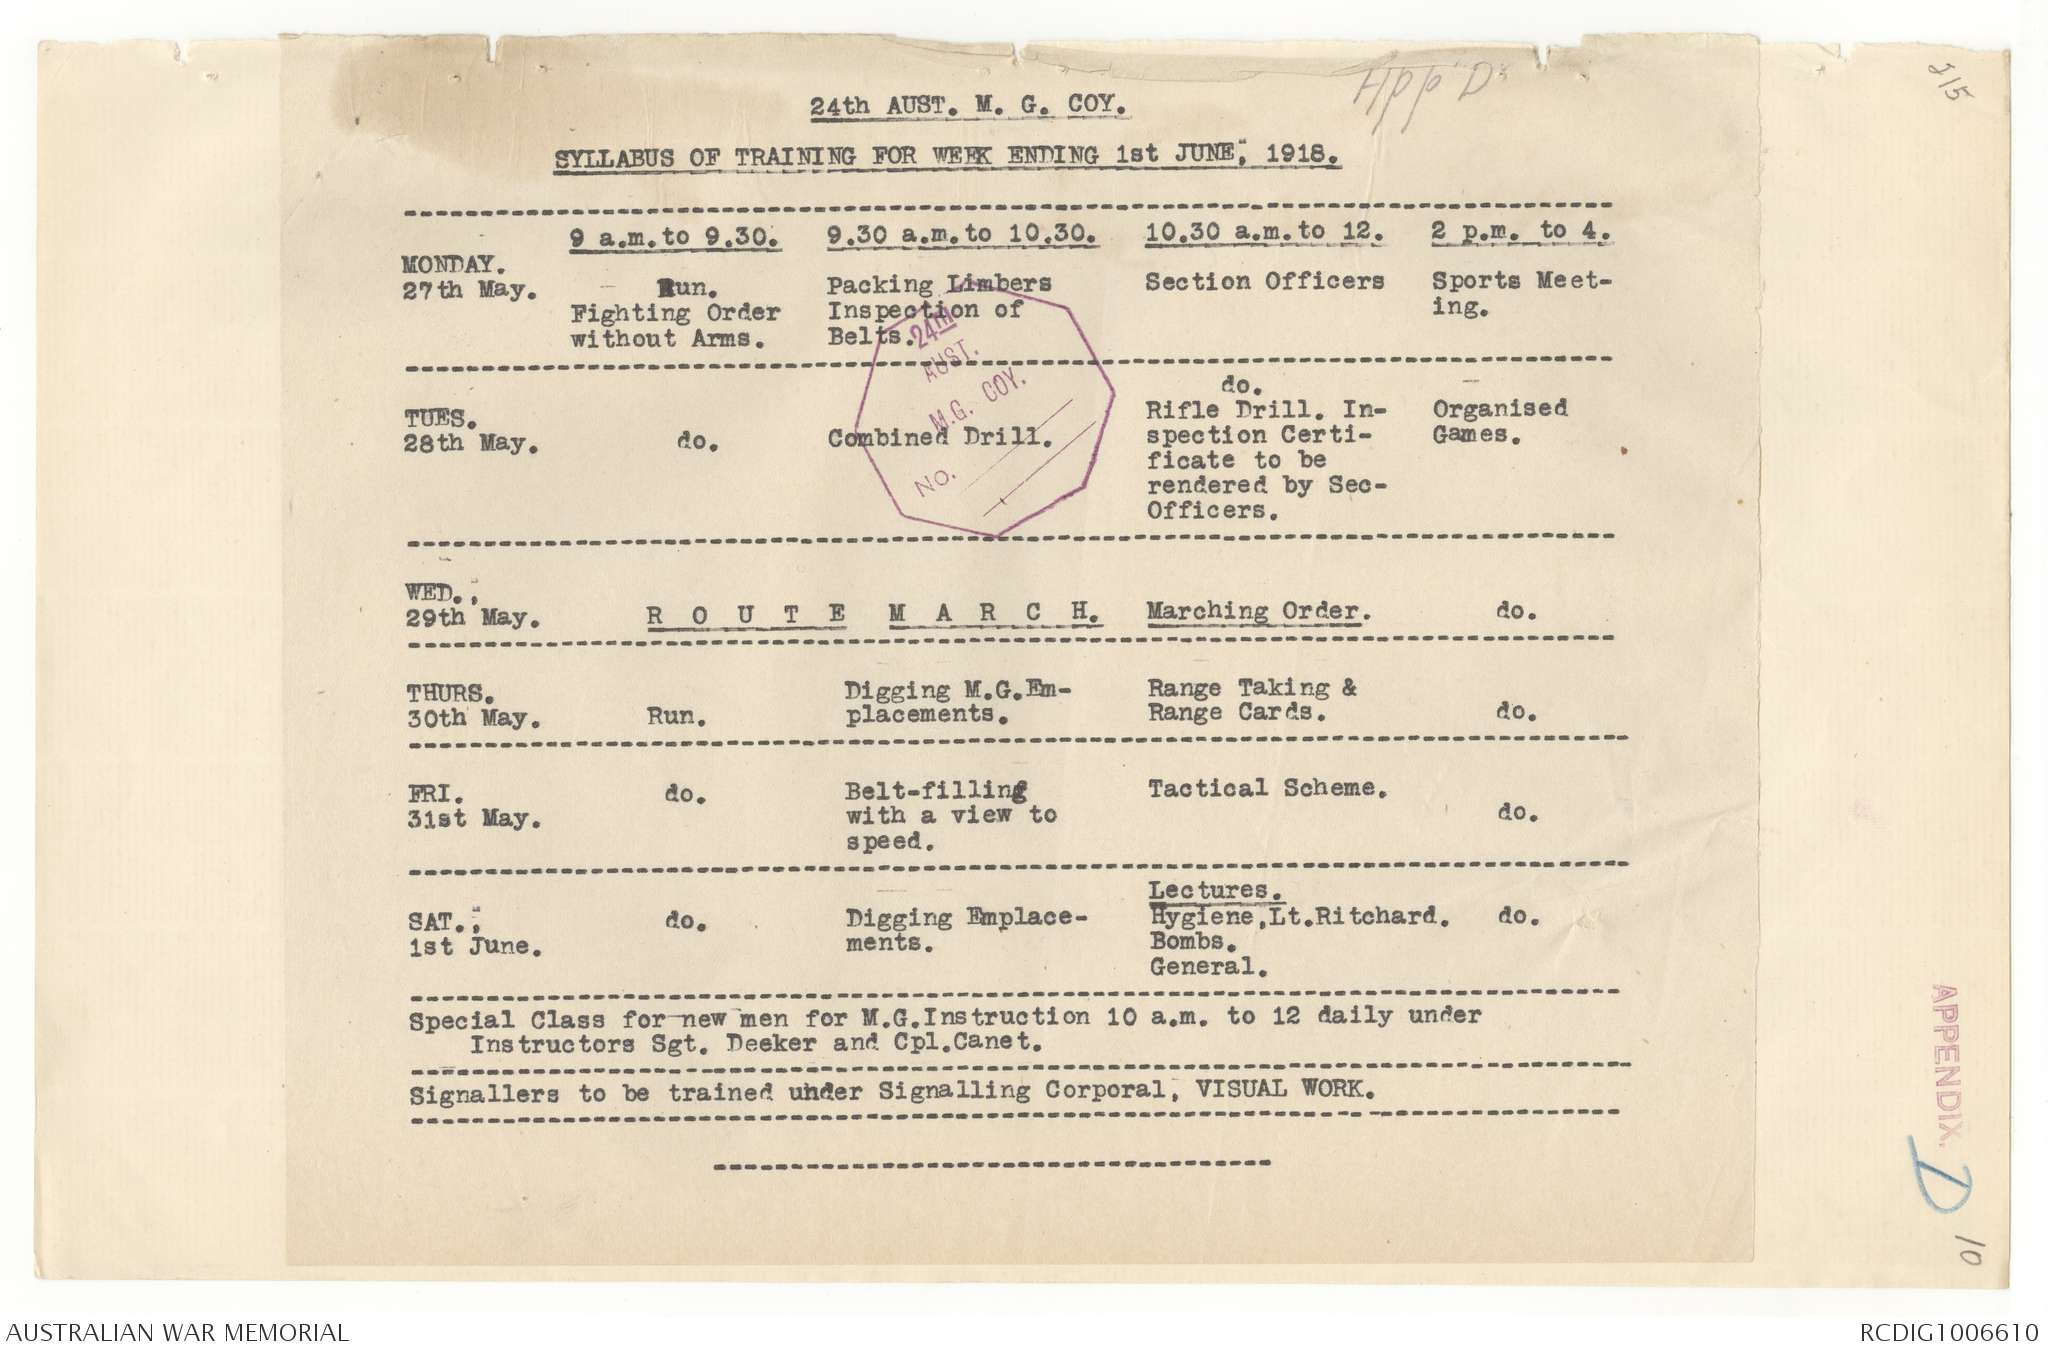 App "D"
2/5
24th AUST. M. G. COY.
SYLLABUS OF TRAINING FOR WEEK ENDING 1st JUNE, 1918.
9 a.m.to 9.30. 9.30 a.m.to 10.30. 10.30 a.m.to 12. 2 p.m. to 4.
MONDAY.
27th May. Run. Packing Limbers Section Officers Sports Meet-
Fighting Order Inspection of ing.
without Arms. Belts.
24TH
AUST.
M.G. COY.
NO.
do.
TUES. Rifle Drill. In- Organised
28th May. do. Combined Drill. spection Certi- Games.
ficate to be
rendered by Sec-
Officers.
WED.,
29th May. R O U T E M A R C H. Marching Order. do.
THURS. Digging M.G.Em- Range Taking &
30th May. Run. placements. Range Cards. do.
FRI. do. Belt-filling Tactical Scheme.
31st May. with a view to do.
speed.
Lectures.
SAT., do. Digging Emplace- Hygiene,Lt.Ritchard. do.
1st June. ments. Bombs.
General.
Special Class for new men for M.G.Instruction 10 a.m. to 12 daily under
Instructors Sgt. Deeker and Cpl.Canet.
Signallers to be trained under Signalling Corporal, VISUAL WORK.
APPENDIX.
D
10
AUSTRALIAN WAR MEMORIAL
RCDIG1006610